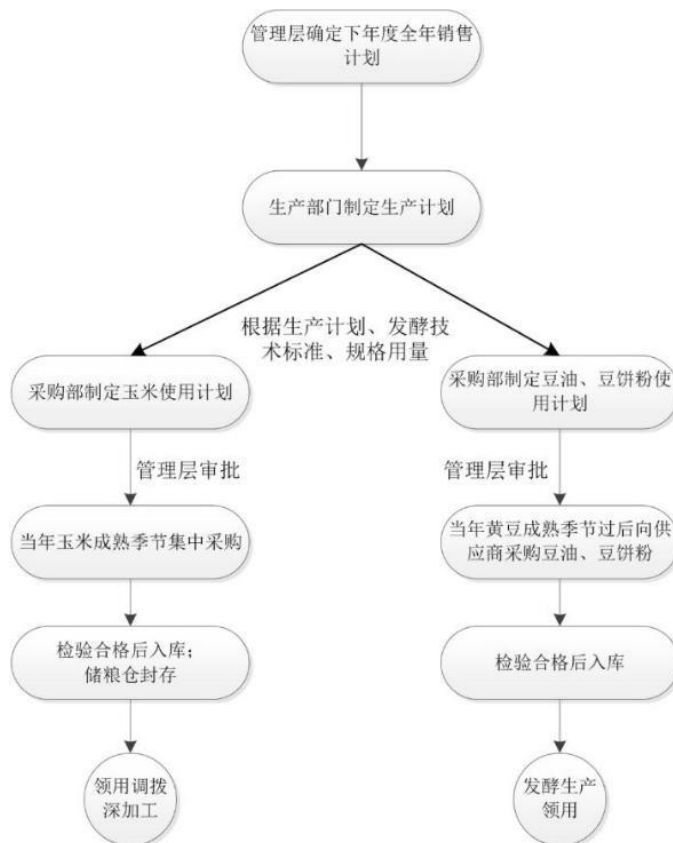 管理层确定下年度全年销售
计划
生产部门制定生产计划
根据生产计划、发酵技
术标准、规格用量
采购部制定玉米使用计划
采购部制定豆油、豆饼粉使
用计划
管理层审批
管理层审批
当年玉米成熟季节集中采购
当年黄豆成熟季节过后向供
应商采购豆油、豆饼粉
检验合格后入库；
储粮仓封存
检验合格后入库
领用调拨
深加工
发酵生产
领用